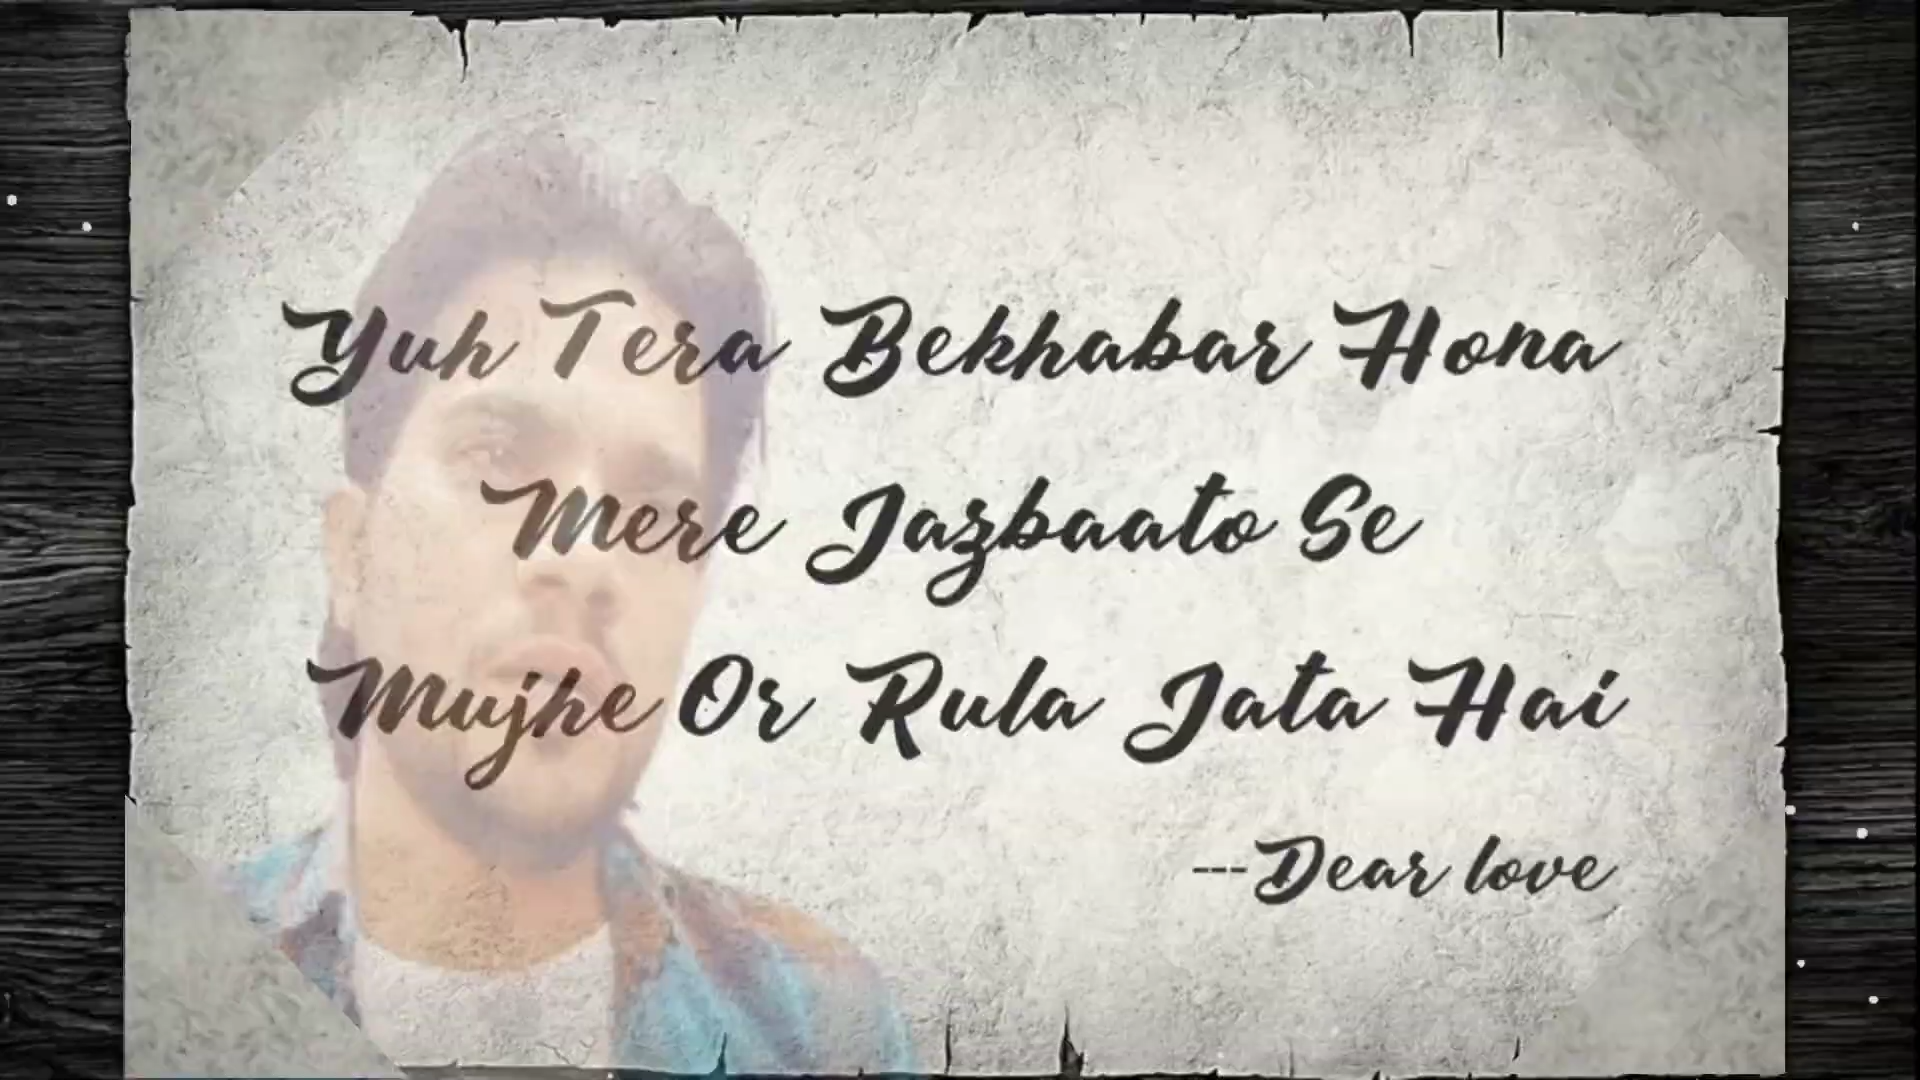 Yuh Tera Bekhabar Hona
Mere Jazbaato Se
Mujhe Or Rula Jata Hai
---Dear love